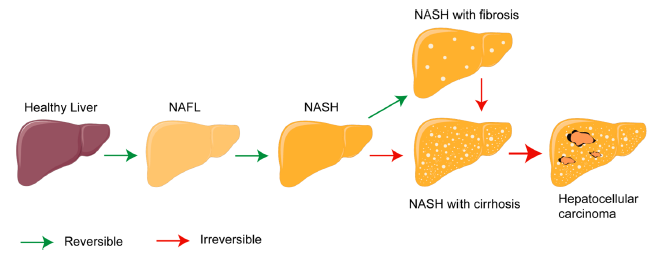 NASH with fibrosis
Healthy Liver
NAFL
NASH
NASH with cirrhosis
Hepatocellular
carcinoma
Reversible
Irreversible